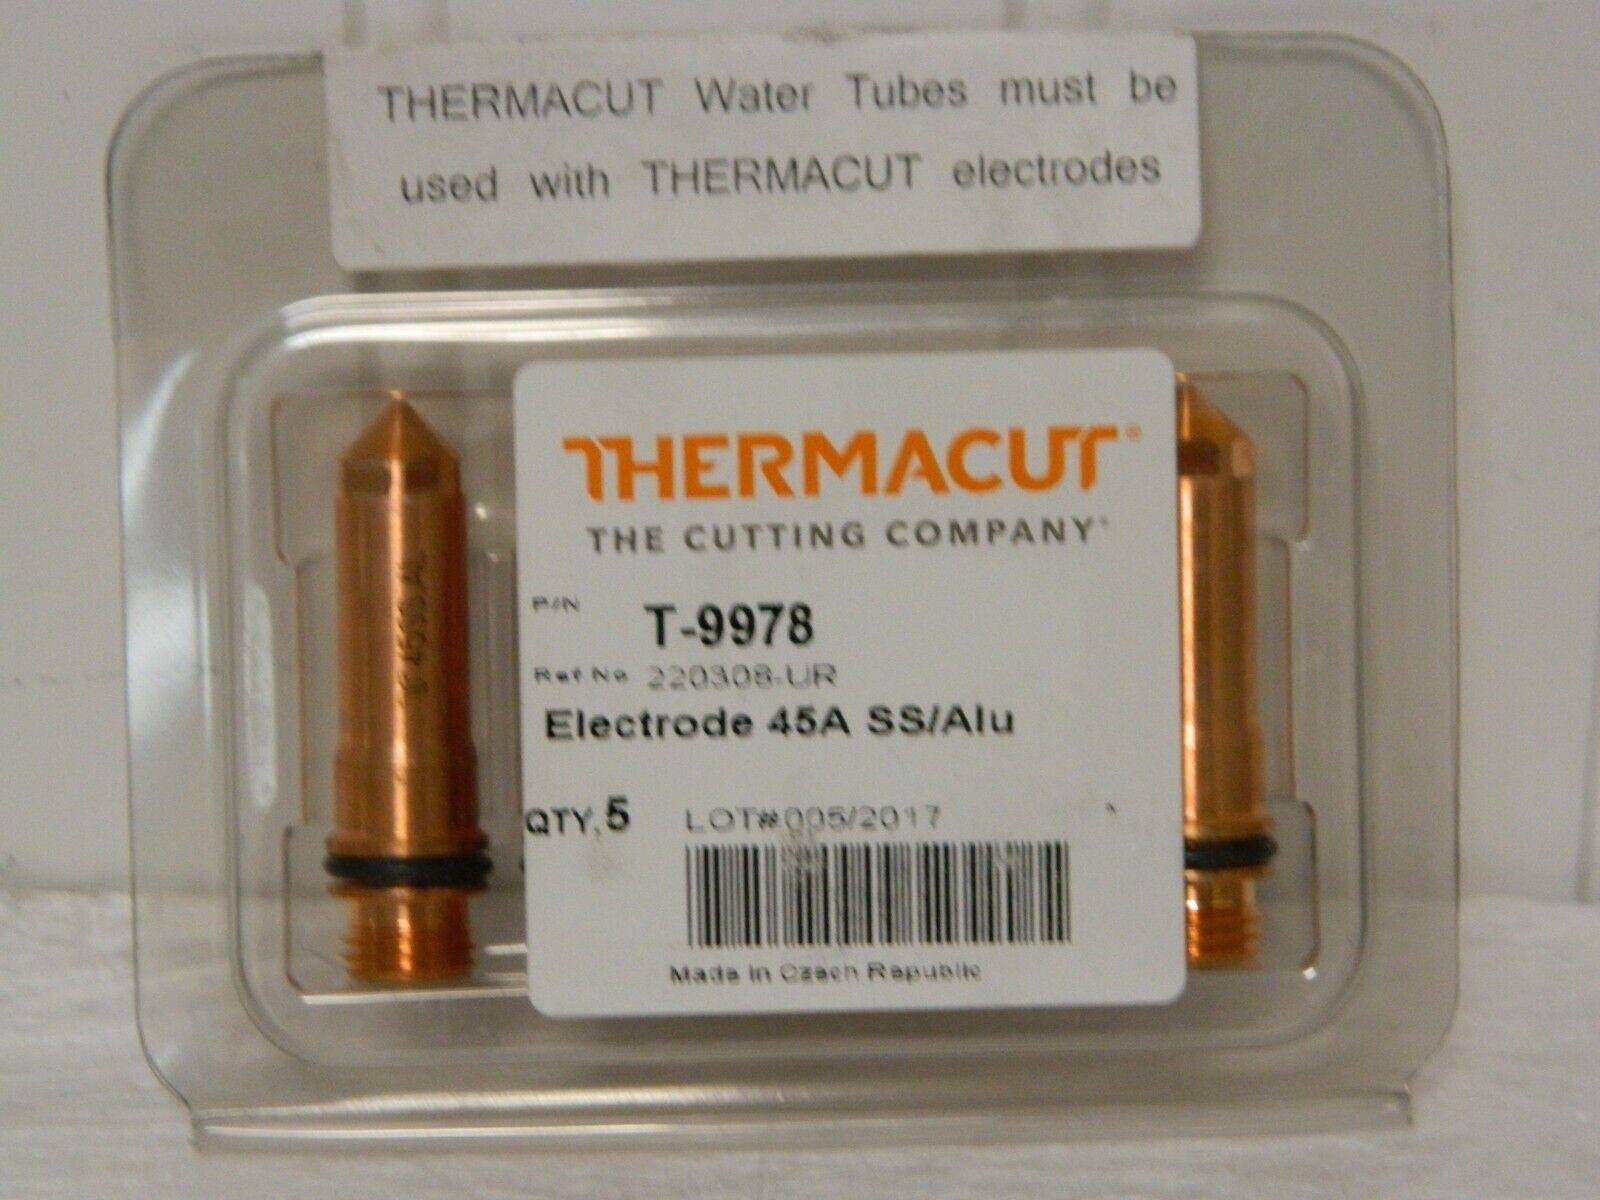 THERMACUT Water Tubes must be
used with THERMACUT electrodes
THERMACUT®
THE CUTTING COMPANY®
P/N T-9978
Ref No. 220308-UR
Electrode 45A SS/Alu
QTY. 5 LOT#005/2017
Made in Czech Republic